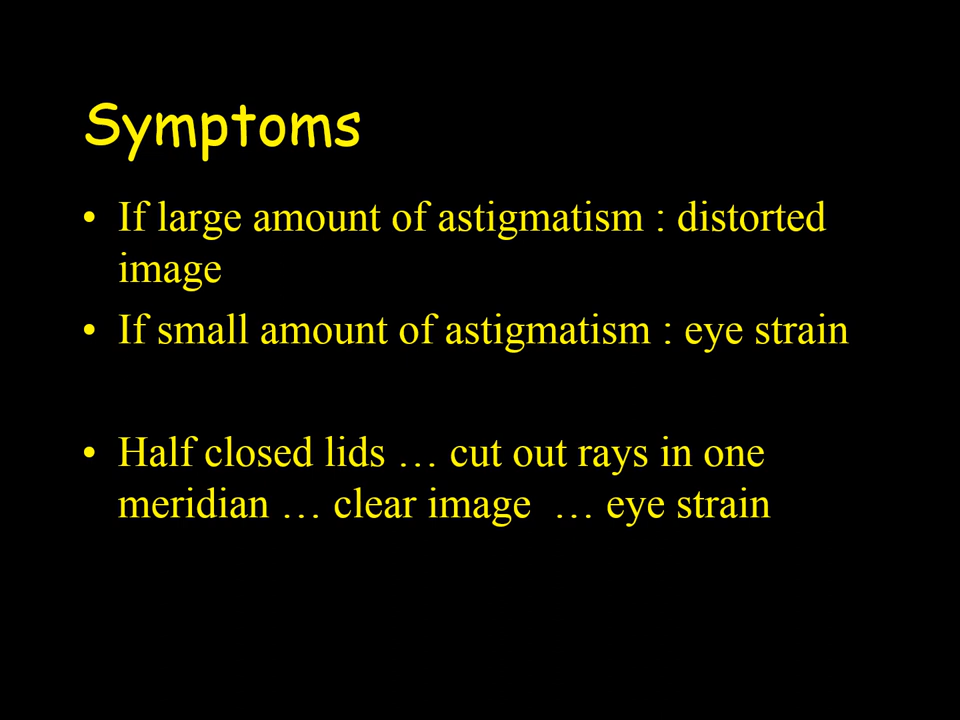 Symptoms
• If large amount of astigmatism : distorted
image
• If small amount of astigmatism : eye strain
• Half closed lids … cut out rays in one
meridian … clear image … eye strain